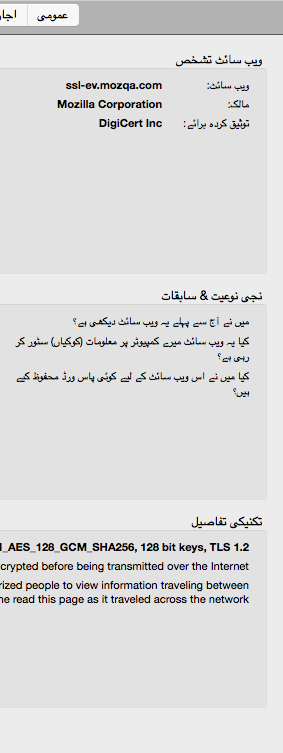 عمومی اجاز
ویب سائٹ تشخص
ویب سائٹ: ssl-ev.mozqa.com
مالک: Mozilla Corporation
توثیق کردہ برائے: DigiCert Inc
نجی نوعیت & سابقات
میں نے آج سے پہلے یہ ویب سائٹ دیکھی ہے؟
کیا یہ ویب سائٹ میرے کمپیوٹر پر معلومات (کوکیاں) سٹور کر
رہی ہے؟
کیا میں نے اس ویب سائٹ کے لیے کوئی پاس ورڈ محفوظ کیے
ہیں؟
تکنیکی تفاصیل
_AES_128_GCM_SHA256, 128 bit keys, TLS 1.2
crypted before being transmitted over the Internet
rized people to view information traveling between
ne read this page as it traveled across the network